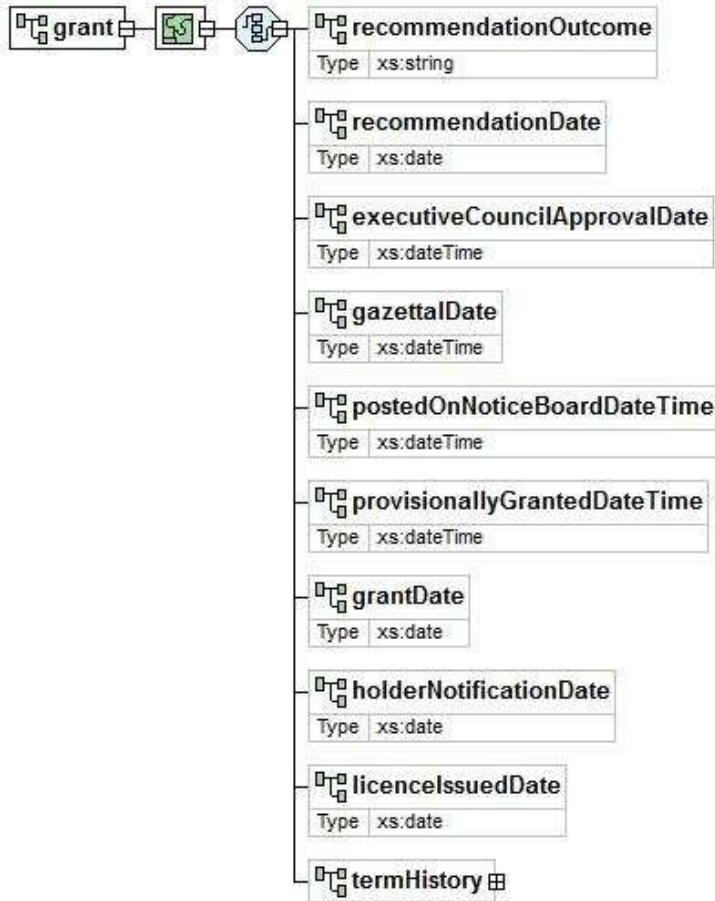 grant
recommendationOutcome
Type xs:string
recommendationDate
Type xs:date
executiveCouncilApprovalDate
Type xs:dateTime
gazettalDate
Type xs:dateTime
postedOnNoticeBoardDateTime
Type xs:dateTime
provisionallyGrantedDateTime
Type xs:dateTime
grantDate
Type xs:date
holderNotificationDate
Type xs:date
licenceIssuedDate
Type xs:date
termHistory